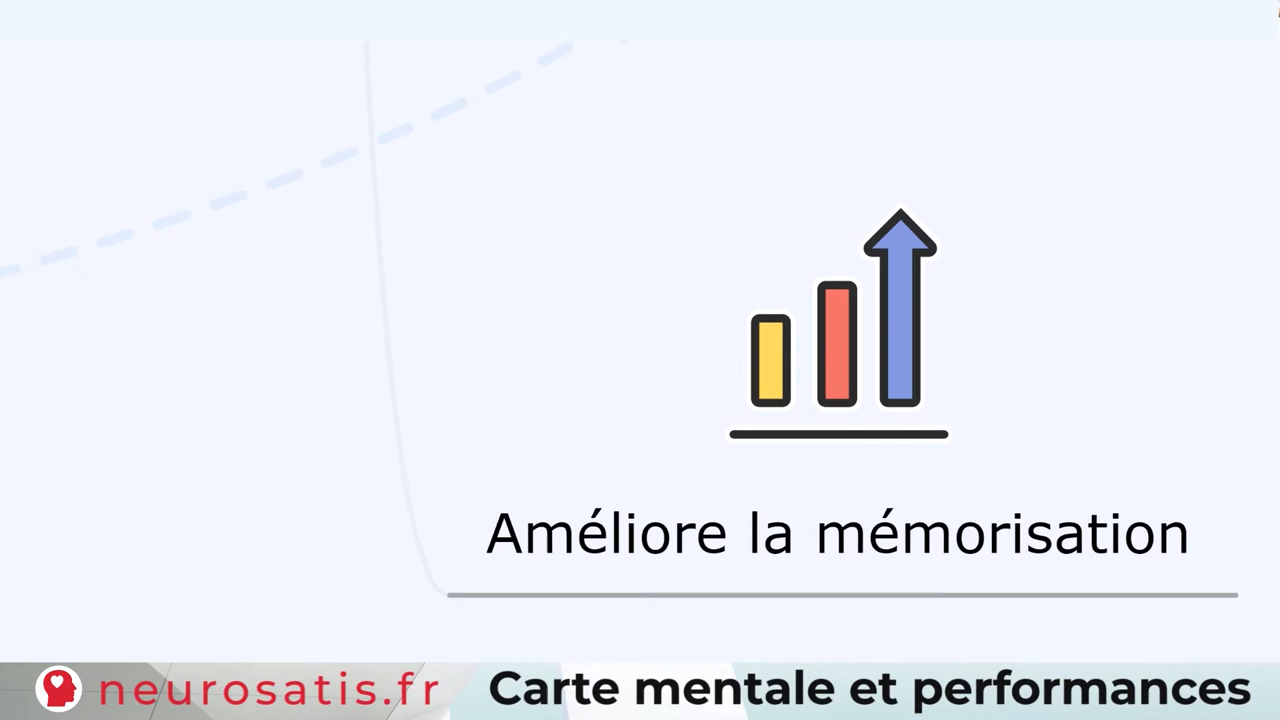 Améliore la mémorisation
neurosatis.fr
Carte mentale et performances